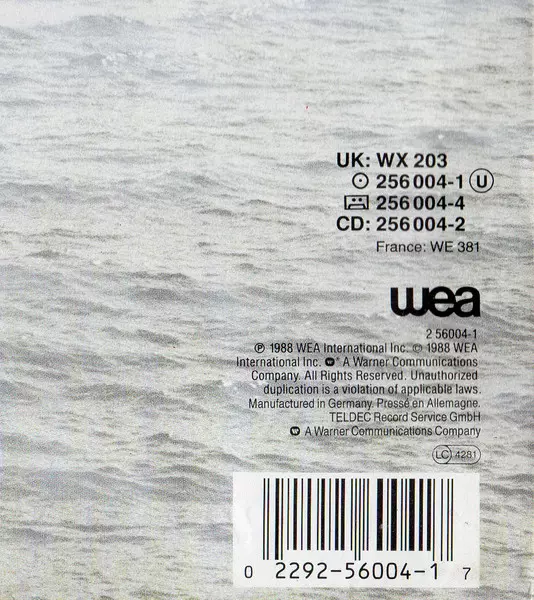 UK: WX 203
256 004-1 U
256 004-4
CD: 256 004-2
France: WE 381
wea
2 56004-1
℗ 1988 WEA International Inc. © 1988 WEA
International Inc. ® A Warner Communications
Company. All Rights Reserved. Unauthorized
duplication is a violation of applicable laws.
Manufactured in Germany. Pressé en Allemagne.
TELDEC Record Service GmbH
A Warner Communications Company
LC 4281
0 2292-56004-1 7